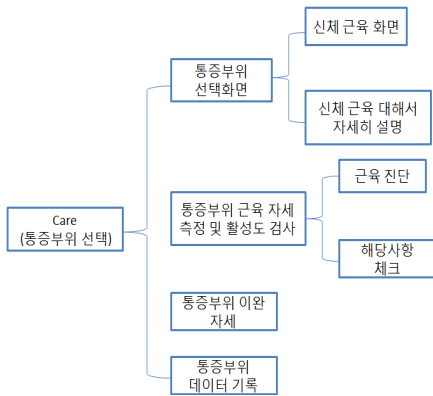 Care
(통증부위 선택)
통증부위
선택화면
신체 근육 화면
신체 근육 대해서
자세히 설명
통증부위 근육 자세
측정 및 활성도 검사
근육 진단
해당사항
체크
통증부위 이완
자세
통증부위
데이터 기록